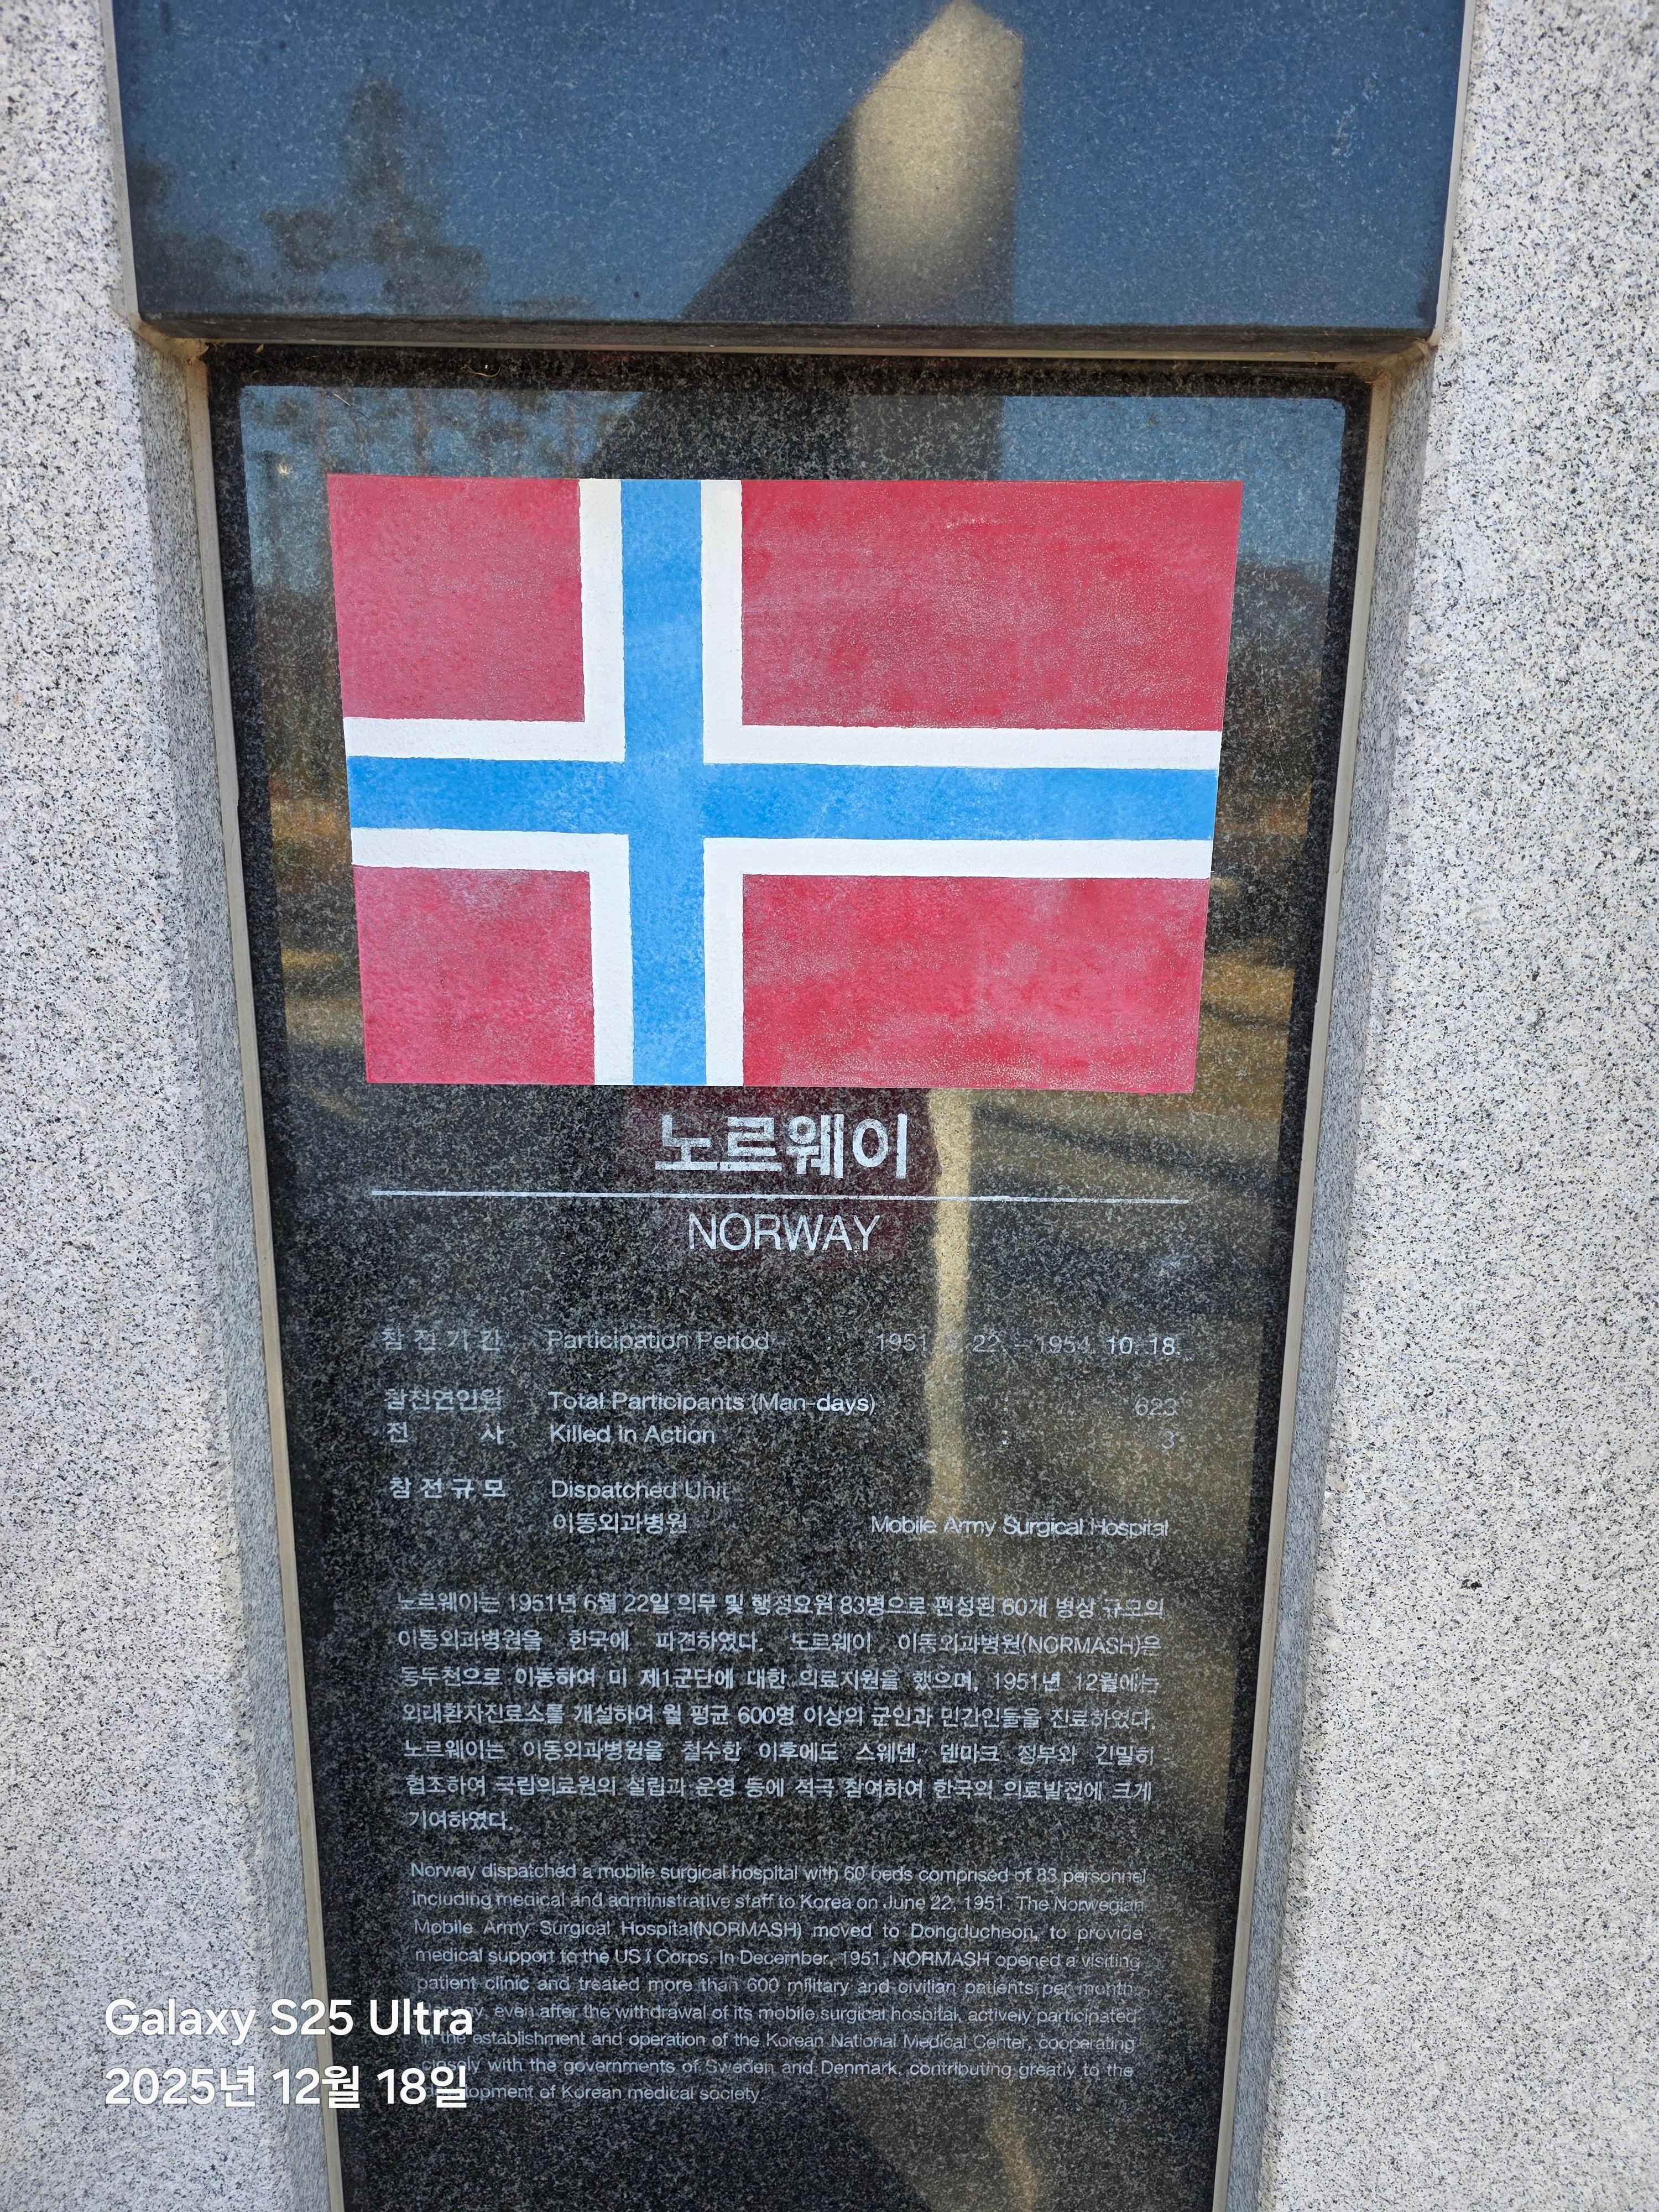 노르웨이
NORWAY
참전기간 Participation Period : 1951. 6. 22. – 1954. 10. 18.
참전연인원 Total Participants (Man-days) : 623
전 사 Killed in Action : 3
참전규모 Dispatched Unit
이동외과병원 Mobile Army Surgical Hospital
노르웨이는 1951년 6월 22일 의무 및 행정요원 83명으로 편성된 60개 병상 규모의
이동외과병원을 한국에 파견하였다. 노르웨이 이동외과병원(NORMASH)은
동두천으로 이동하여 미 제1군단에 대한 의료지원을 했으며, 1951년 12월에는
외래환자진료소를 개설하여 월 평균 600명 이상의 군인과 민간인들을 진료하였다.
노르웨이는 이동외과병원을 철수한 이후에도 스웨덴, 덴마크 정부와 긴밀히
협조하여 국립의료원의 설립과 운영 등에 적극 참여하여 한국의 의료발전에 크게
기여하였다.
Norway dispatched a mobile surgical hospital with 60 beds comprised of 83 personnel
including medical and administrative staff to Korea on June 22, 1951. The Norwegian
Mobile Army Surgical Hospital(NORMASH) moved to Dongducheon, to provide
medical support to the US I Corps. In December, 1951, NORMASH opened a visiting
patient clinic and treated more than 600 military and civilian patients per month.
even after the withdrawal of its mobile surgical hospital, actively participated
the establishment and operation of the Korean National Medical Center, cooperating
closely with the governments of Sweden and Denmark, contributing greatly to the
of Korean medical society.
Galaxy S25 Ultra
2025년 12월 18일